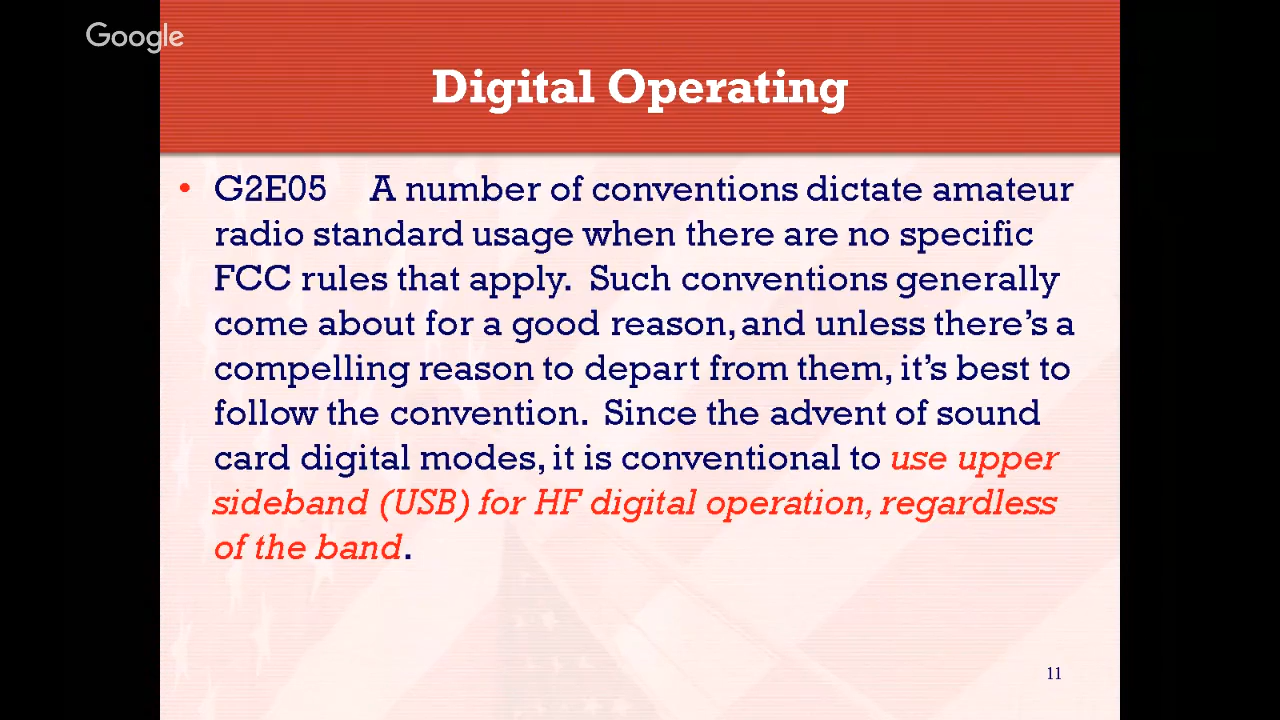 Google
Digital Operating
• G2E05 A number of conventions dictate amateur
radio standard usage when there are no specific
FCC rules that apply. Such conventions generally
come about for a good reason, and unless there's a
compelling reason to depart from them, it's best to
follow the convention. Since the advent of sound
card digital modes, it is conventional to use upper
sideband (USB) for HF digital operation, regardless
of the band.
11